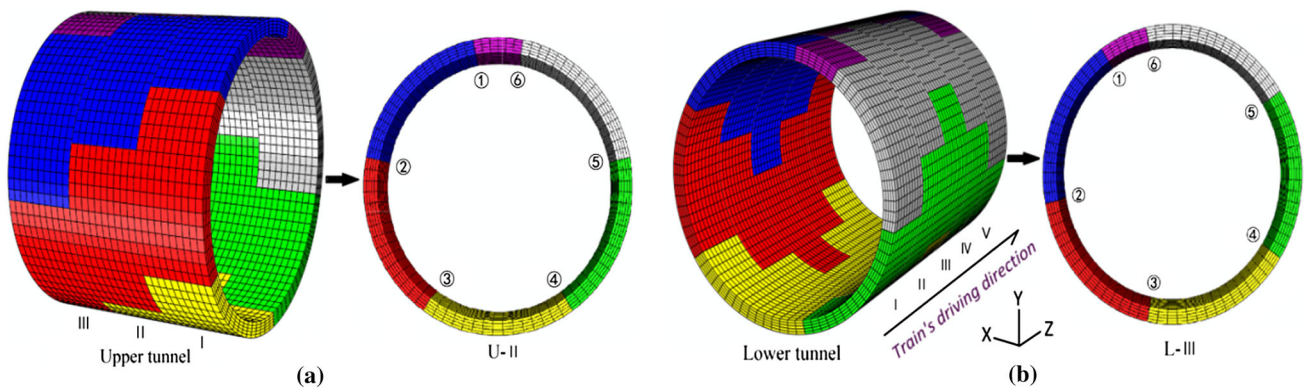 ① ⑥
② ⑤
③ ④
III II I
Upper tunnel
U-II
(a)
① ⑥
⑤
② ④
③
I II III IV V
Train's driving direction
Y
X Z
Lower tunnel
L-III
(b)